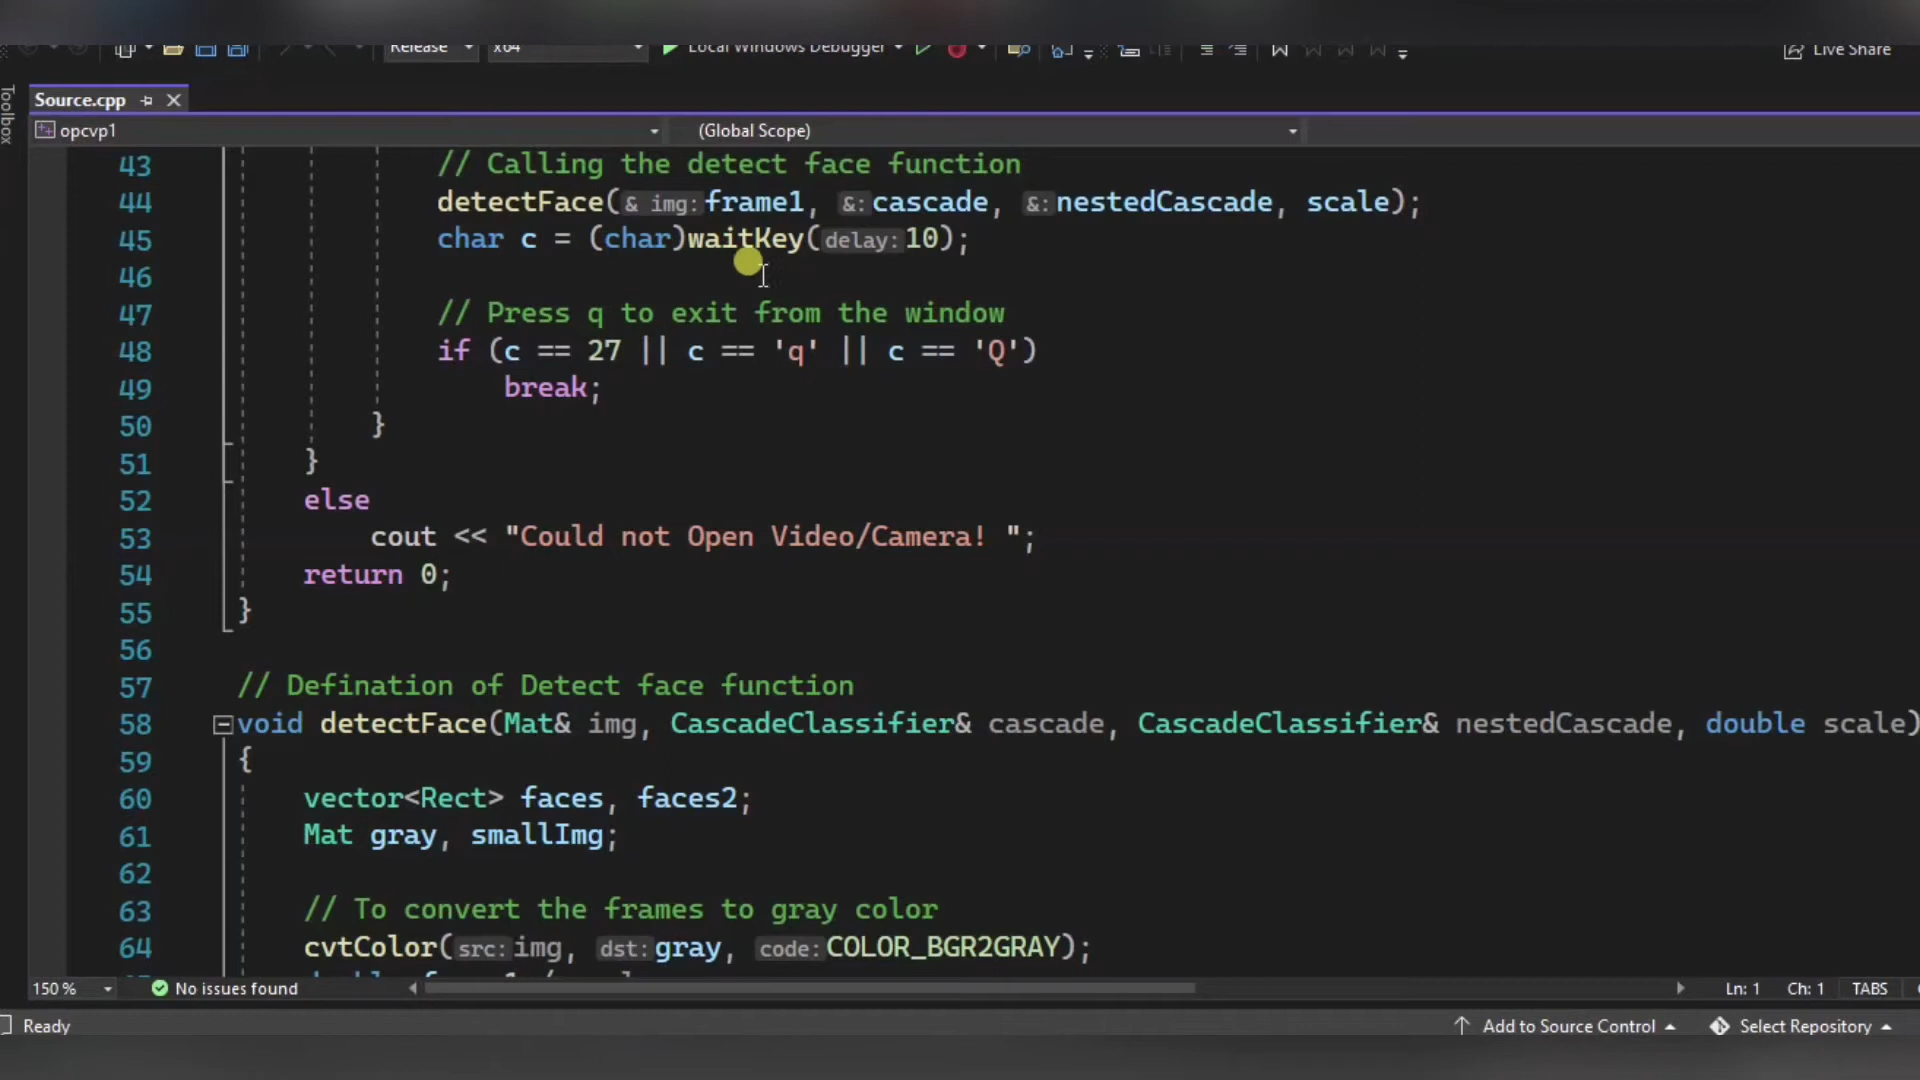 Release x64 Local Windows Debugger Live Share
Toolbox
Source.cpp
opcvp1 (Global Scope)
43 // Calling the detect face function
44 detectFace(& img:frame1, &:cascade, &:nestedCascade, scale);
45 char c = (char)waitKey(delay:10);
46
47 // Press q to exit from the window
48 if (c == 27 || c == 'q' || c == 'Q')
49 break;
50 }
51 }
52 else
53 cout << "Could not Open Video/Camera! ";
54 return 0;
55 }
56
57 // Defination of Detect face function
58 void detectFace(Mat& img, CascadeClassifier& cascade, CascadeClassifier& nestedCascade, double scale)
59 {
60 vector<Rect> faces, faces2;
61 Mat gray, smallImg;
62
63 // To convert the frames to gray color
64 cvtColor(src:img, dst:gray, code:COLOR_BGR2GRAY);
150 % No issues found Ln: 1 Ch: 1 TABS
Ready Add to Source Control Select Repository